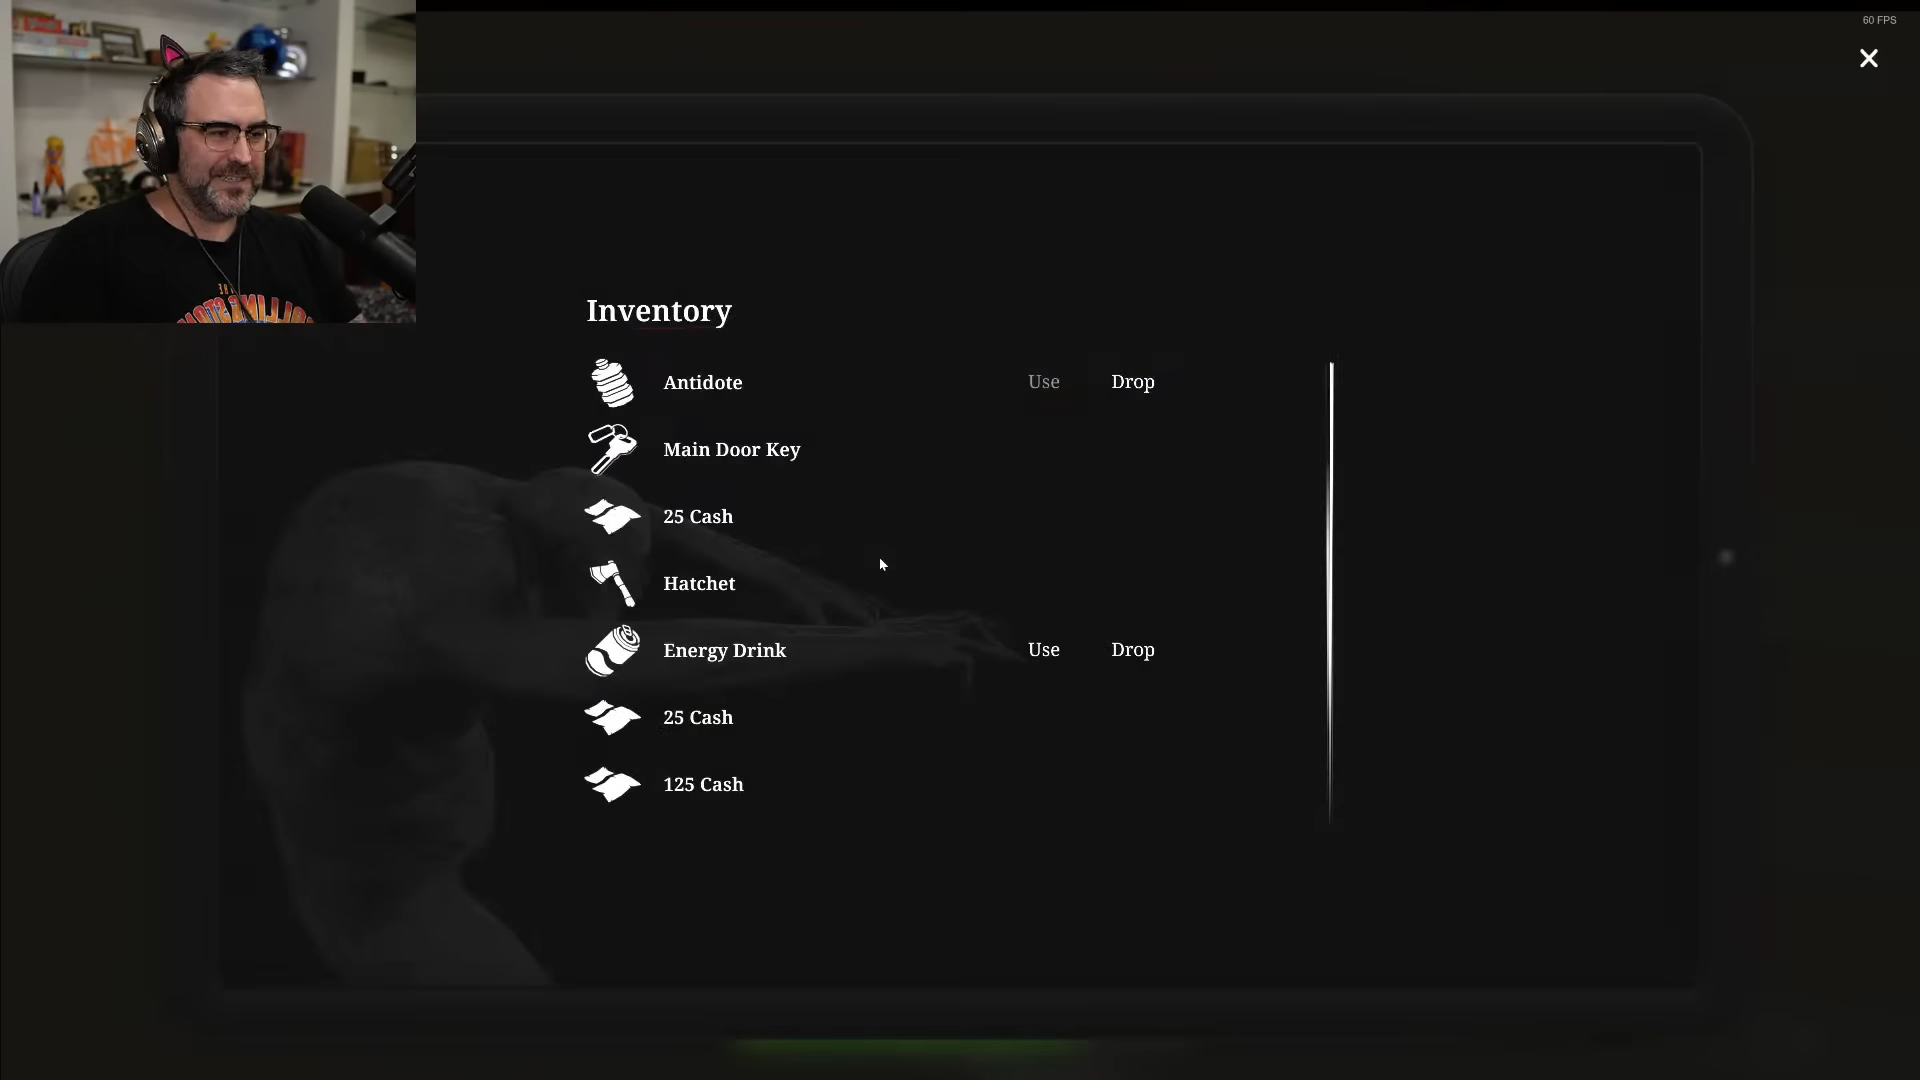 60 FPS
Inventory
Antidote Use Drop
Main Door Key
25 Cash
Hatchet
Energy Drink Use Drop
25 Cash
125 Cash